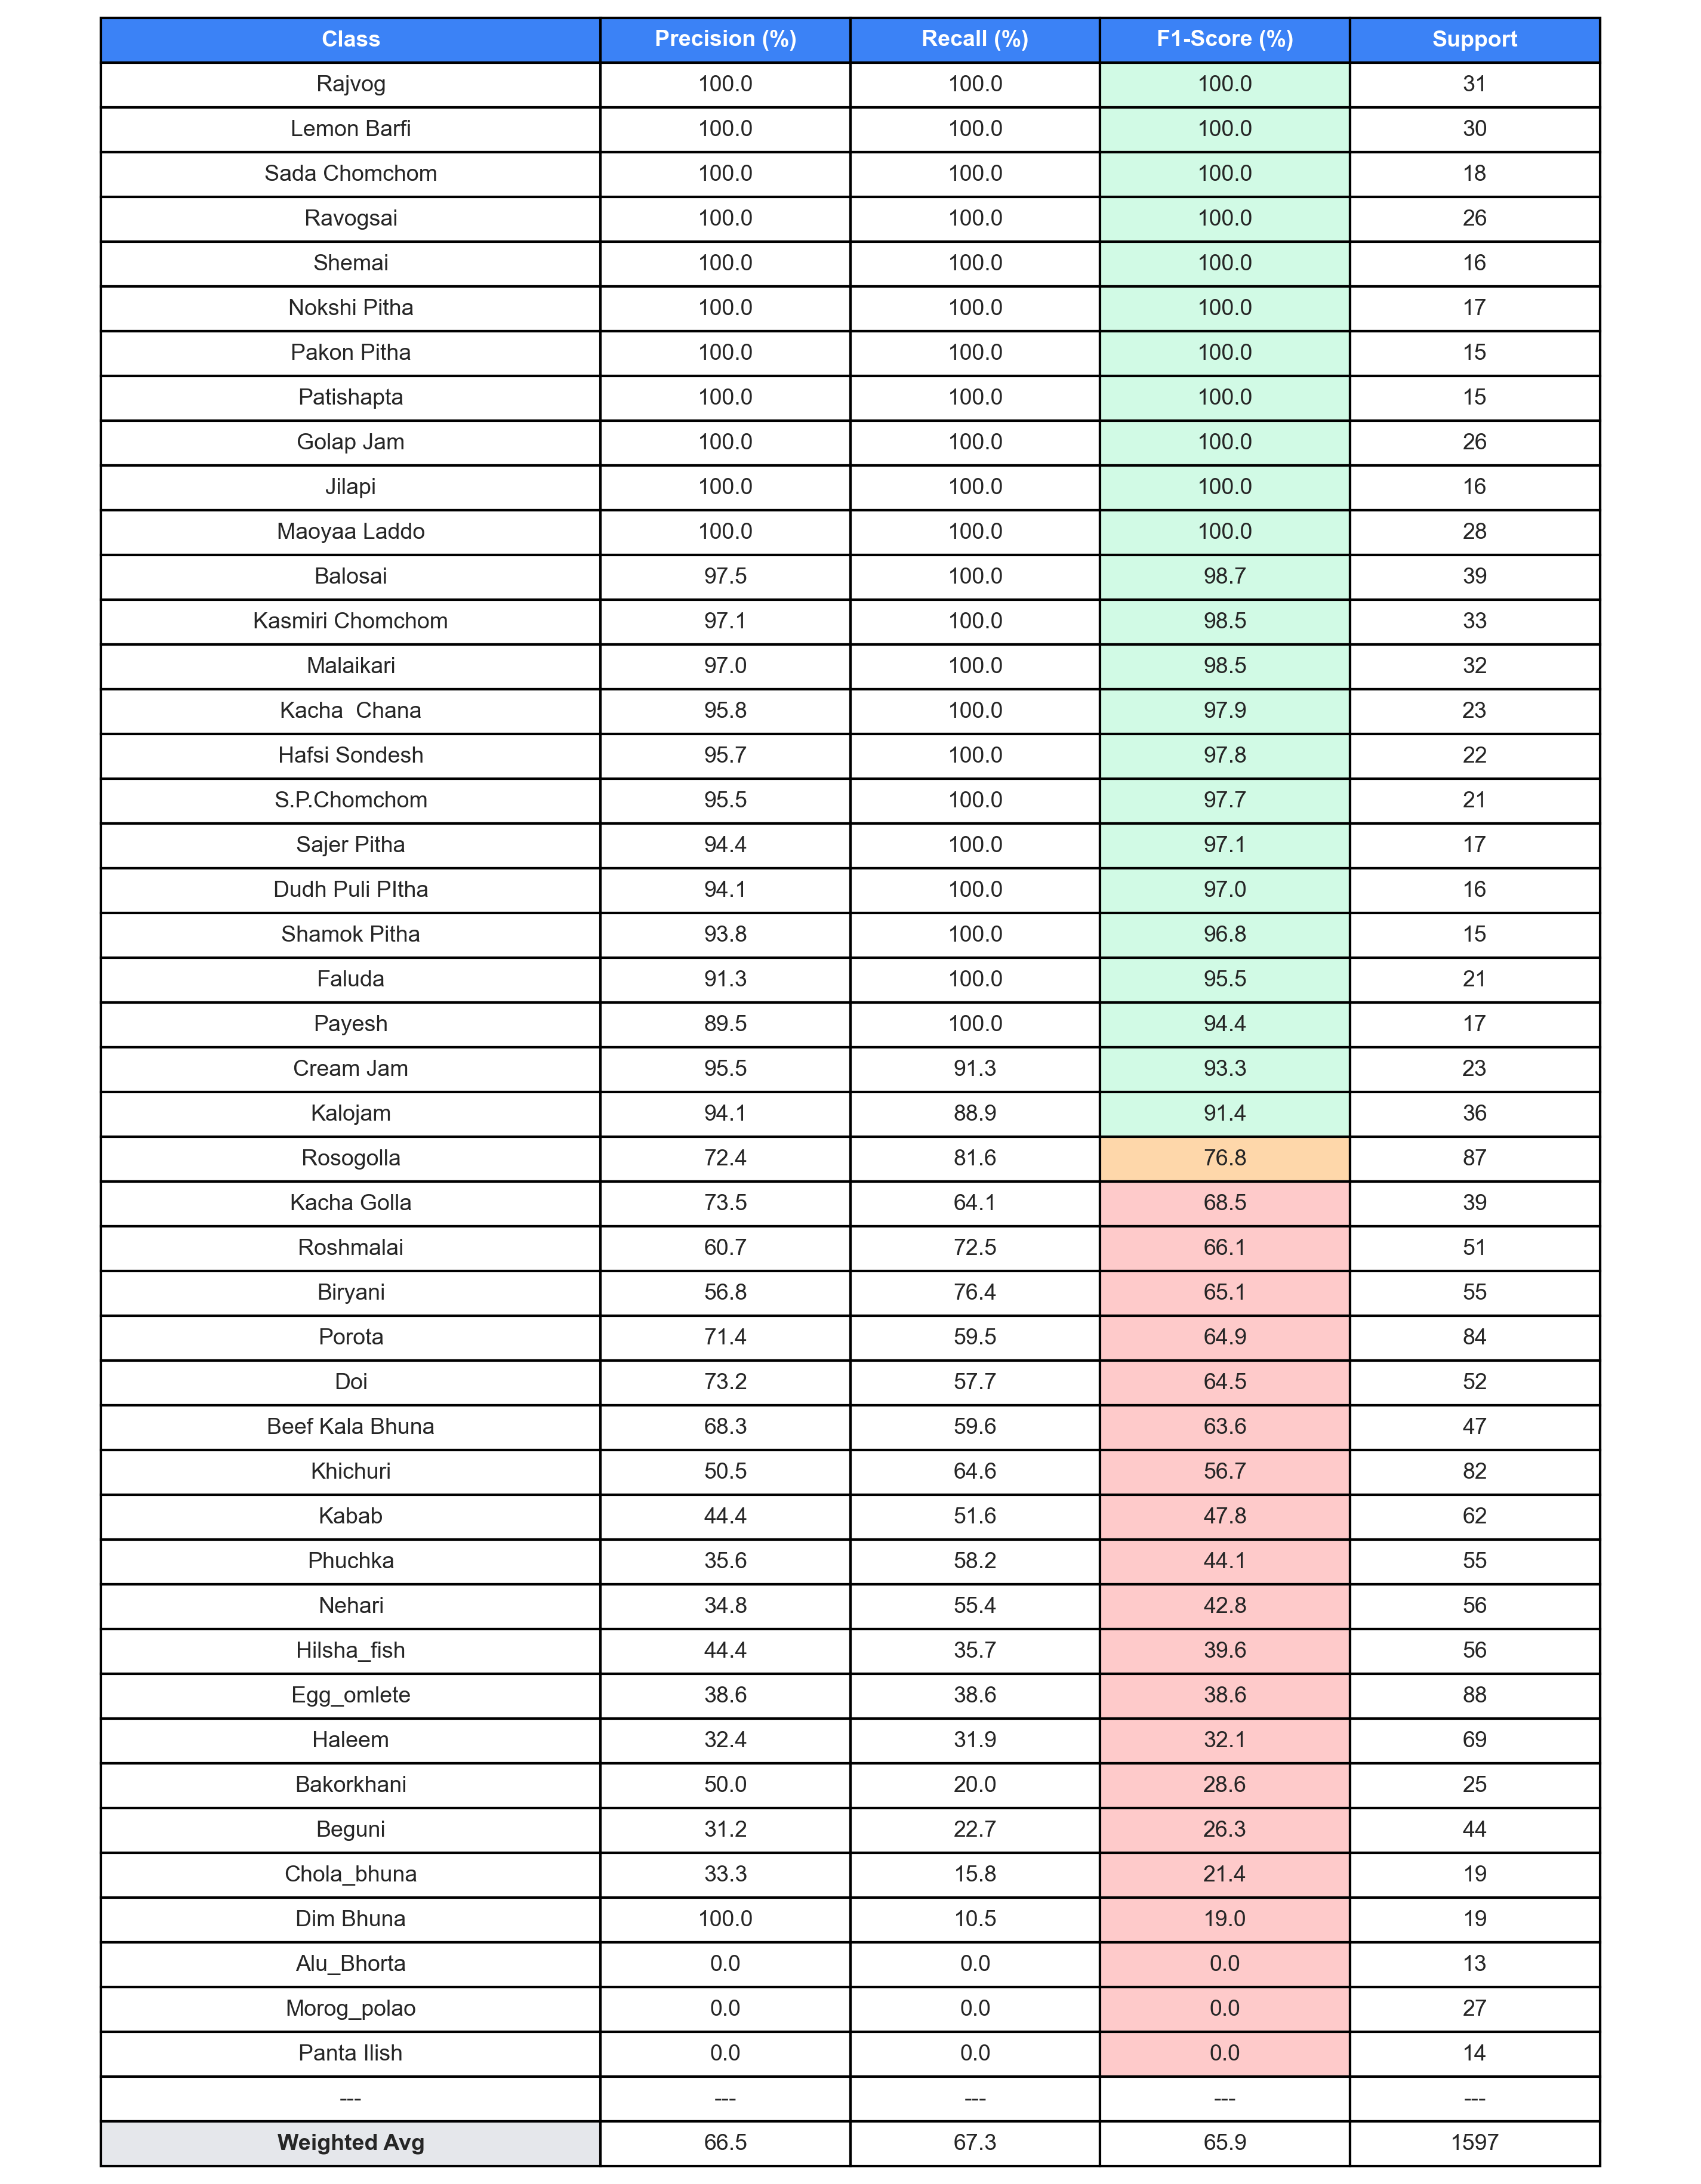 Class Precision (%) Recall (%) F1-Score (%) Support
Rajvog 100.0 100.0 100.0 31
Lemon Barfi 100.0 100.0 100.0 30
Sada Chomchom 100.0 100.0 100.0 18
Ravogsai 100.0 100.0 100.0 26
Shemai 100.0 100.0 100.0 16
Nokshi Pitha 100.0 100.0 100.0 17
Pakon Pitha 100.0 100.0 100.0 15
Patishapta 100.0 100.0 100.0 15
Golap Jam 100.0 100.0 100.0 26
Jilapi 100.0 100.0 100.0 16
Maoyaa Laddo 100.0 100.0 100.0 28
Balosai 97.5 100.0 98.7 39
Kasmiri Chomchom 97.1 100.0 98.5 33
Malaikari 97.0 100.0 98.5 32
Kacha  Chana 95.8 100.0 97.9 23
Hafsi Sondesh 95.7 100.0 97.8 22
S.P.Chomchom 95.5 100.0 97.7 21
Sajer Pitha 94.4 100.0 97.1 17
Dudh Puli PItha 94.1 100.0 97.0 16
Shamok Pitha 93.8 100.0 96.8 15
Faluda 91.3 100.0 95.5 21
Payesh 89.5 100.0 94.4 17
Cream Jam 95.5 91.3 93.3 23
Kalojam 94.1 88.9 91.4 36
Rosogolla 72.4 81.6 76.8 87
Kacha Golla 73.5 64.1 68.5 39
Roshmalai 60.7 72.5 66.1 51
Biryani 56.8 76.4 65.1 55
Porota 71.4 59.5 64.9 84
Doi 73.2 57.7 64.5 52
Beef Kala Bhuna 68.3 59.6 63.6 47
Khichuri 50.5 64.6 56.7 82
Kabab 44.4 51.6 47.8 62
Phuchka 35.6 58.2 44.1 55
Nehari 34.8 55.4 42.8 56
Hilsha_fish 44.4 35.7 39.6 56
Egg_omlete 38.6 38.6 38.6 88
Haleem 32.4 31.9 32.1 69
Bakorkhani 50.0 20.0 28.6 25
Beguni 31.2 22.7 26.3 44
Chola_bhuna 33.3 15.8 21.4 19
Dim Bhuna 100.0 10.5 19.0 19
Alu_Bhorta 0.0 0.0 0.0 13
Morog_polao 0.0 0.0 0.0 27
Panta Ilish 0.0 0.0 0.0 14
--- --- --- --- ---
Weighted Avg 66.5 67.3 65.9 1597